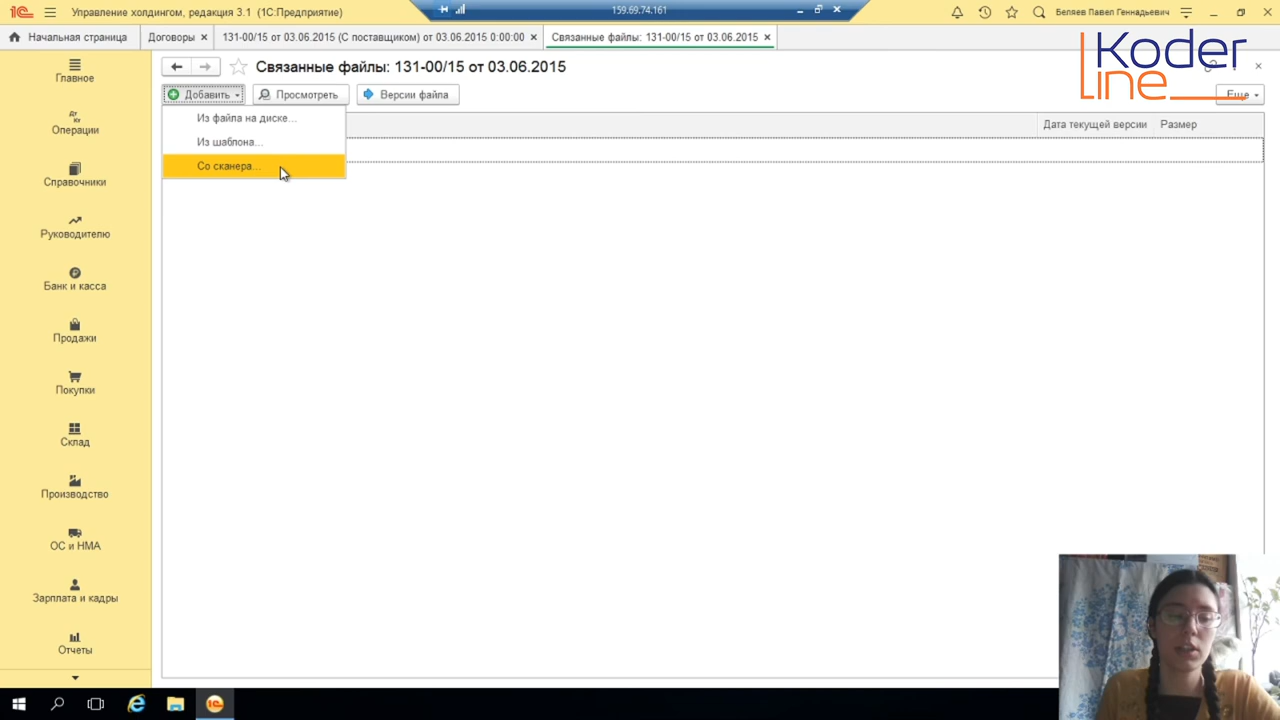 Управление холдингом, редакция 3.1 (1С:Предприятие)
159.69.74.161
Беляев Павел Геннадьевич
Начальная страница
Договоры
131-00/15 от 03.06.2015 (С поставщиком) от 03.06.2015 0:00:00
Связанные файлы: 131-00/15 от 03.06.2015
Koder
line
Главное
Операции
Справочники
Руководителю
Банк и касса
Продажи
Покупки
Склад
Производство
ОС и НМА
Зарплата и кадры
Отчеты
Связанные файлы: 131-00/15 от 03.06.2015
Добавить
Просмотреть
Версии файла
Еще
Из файла на диске...
Из шаблона...
Со сканера...
Дата текущей версии
Размер